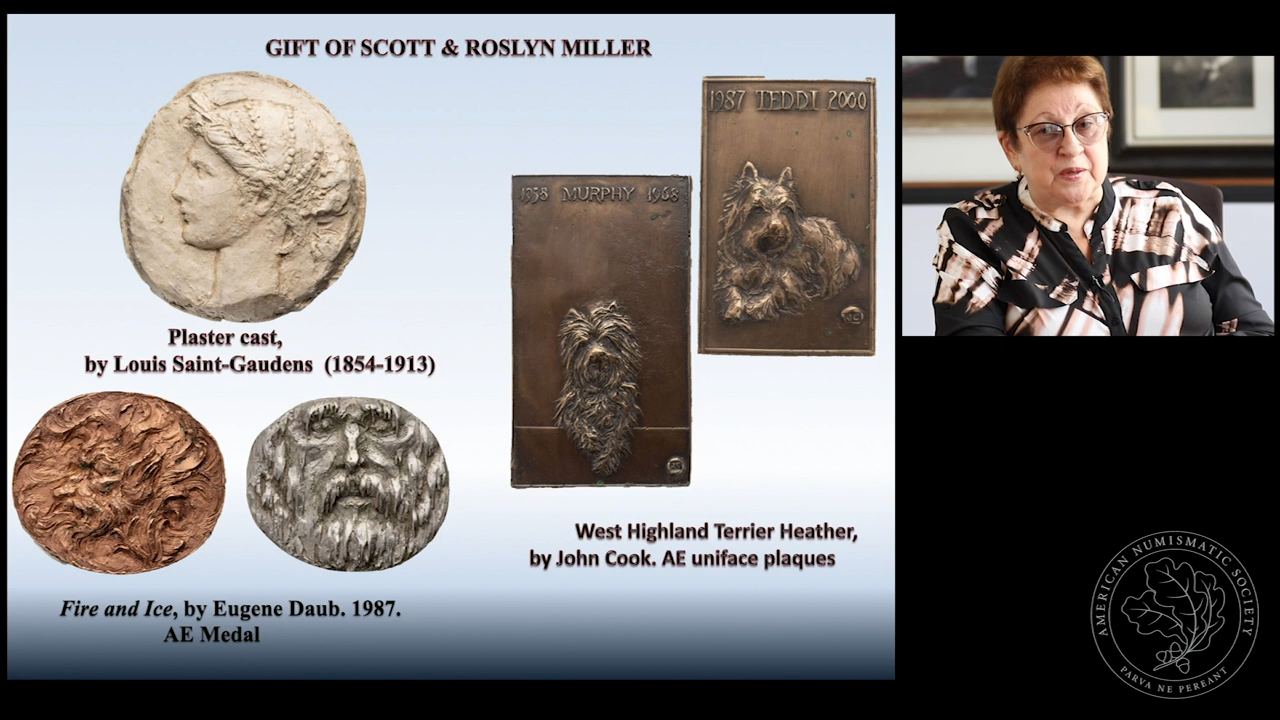 GIFT OF SCOTT & ROSLYN MILLER
1987 TEDDI 2000
1958 MURPHY 1968
Plaster cast,
by Louis Saint-Gaudens (1854-1913)
West Highland Terrier Heather,
by John Cook. AE uniface plaques
Fire and Ice, by Eugene Daub. 1987.
AE Medal
AMERICAN NUMISMATIC SOCIETY
PARVA NE PEREANT